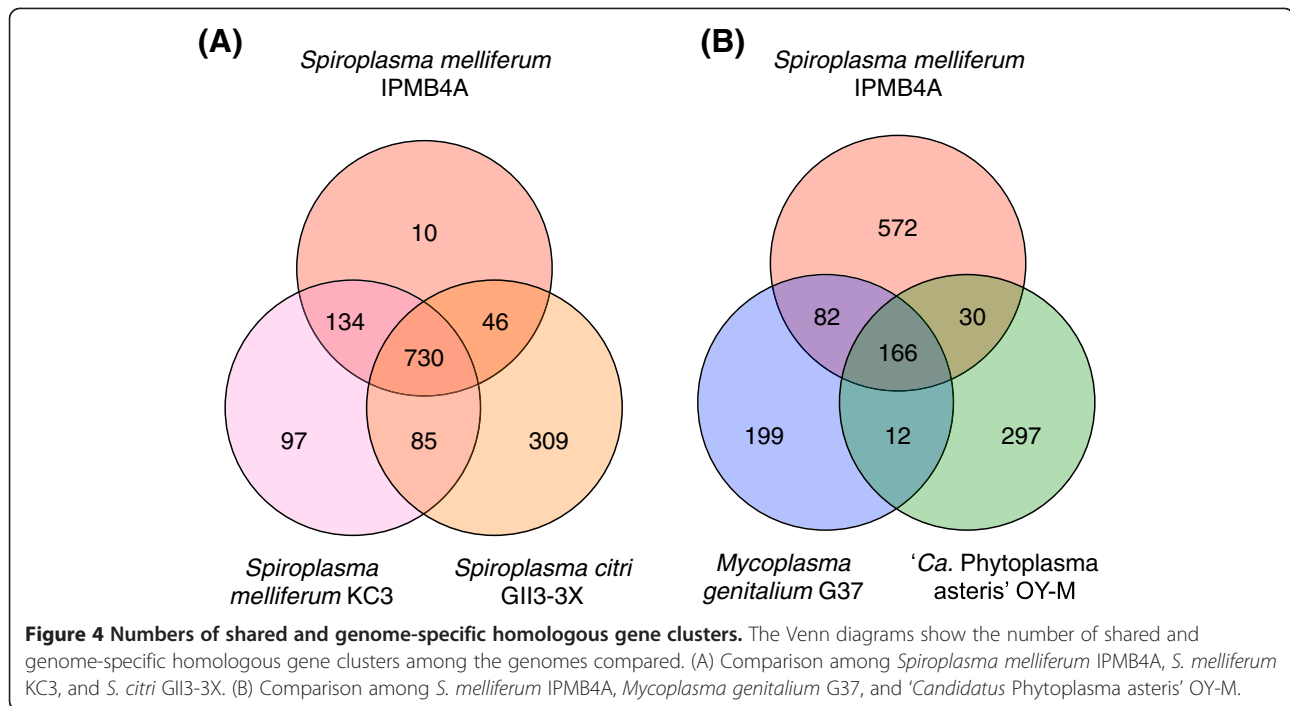 (A)
Spiroplasma melliferum
IPMB4A
10
134
46
730
97
85
309
Spiroplasma
melliferum KC3
Spiroplasma citri
GII3-3X
(B)
Spiroplasma melliferum
IPMB4A
572
82
30
166
199
12
297
Mycoplasma
genitalium G37
‘Ca. Phytoplasma
asteris’ OY-M
Figure 4 Numbers of shared and genome-specific homologous gene clusters. The Venn diagrams show the number of shared and
genome-specific homologous gene clusters among the genomes compared. (A) Comparison among Spiroplasma melliferum IPMB4A, S. melliferum
KC3, and S. citri GII3-3X. (B) Comparison among S. melliferum IPMB4A, Mycoplasma genitalium G37, and ‘Candidatus Phytoplasma asteris’ OY-M.